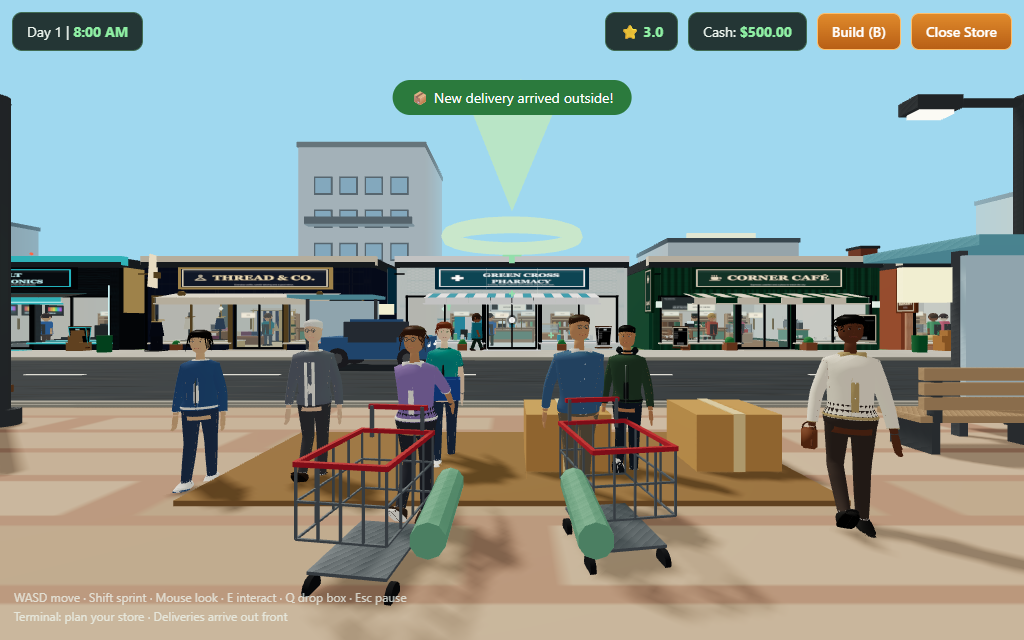 Day 1 | 8:00 AM
3.0
Cash: $500.00
Build (B)
Close Store
New delivery arrived outside!
THREAD & CO.
GREEN CROSS
PHARMACY
CORNER CAFÉ
ONICS
WASD move · Shift sprint · Mouse look · E interact · Q drop box · Esc pause
Terminal: plan your store · Deliveries arrive out front